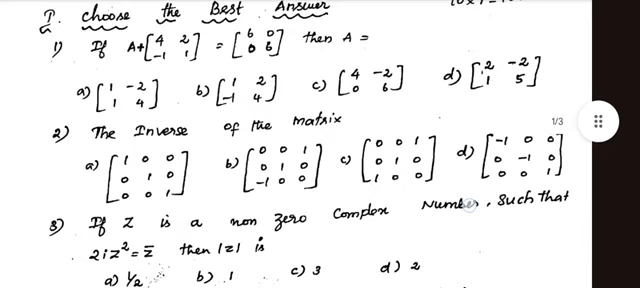 I. choose the Best Answer
1) If A+[4 2
-1 1] = [6 0
0 6] then A =
a) [1 -2
1 4] b) [1 2
-1 4] c) [4 -2
0 6] d) [2 -2
1 5]
1/3
2) The Inverse of the matrix
a) [1 0 0
0 1 0
0 0 1] b) [0 0 1
0 1 0
-1 0 0] c) [0 0 1
0 1 0
1 0 0] d) [-1 0 0
0 -1 0
0 0 1]
3) If Z is a non zero Complex Number, Such that
2iz² = z̄ then |z| is
a) 1/2 b) 1 c) 3 d) 2